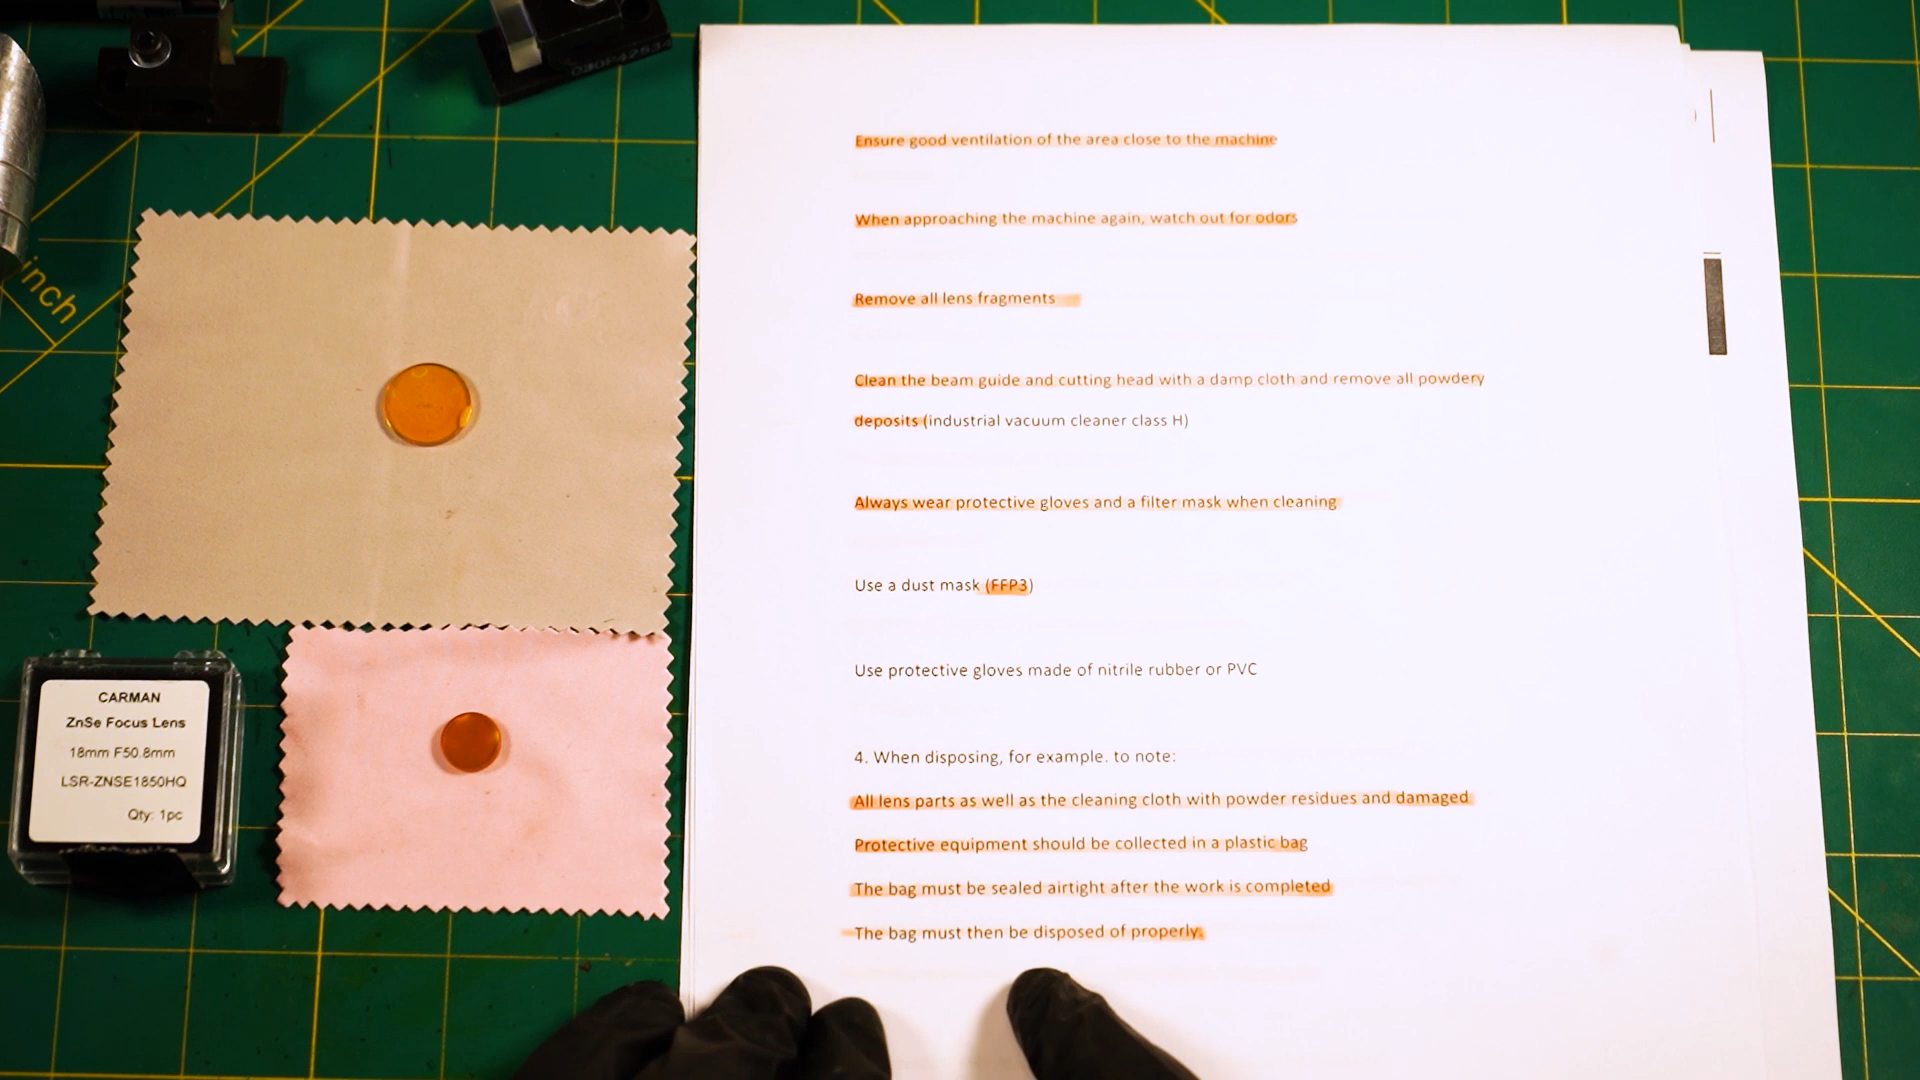 030P42534
inch
Ensure good ventilation of the area close to the machine
When approaching the machine again, watch out for odors
Remove all lens fragments
Clean the beam guide and cutting head with a damp cloth and remove all powdery
deposits (industrial vacuum cleaner class H)
Always wear protective gloves and a filter mask when cleaning
Use a dust mask (FFP3)
Use protective gloves made of nitrile rubber or PVC
4. When disposing, for example. to note:
All lens parts as well as the cleaning cloth with powder residues and damaged
Protective equipment should be collected in a plastic bag
The bag must be sealed airtight after the work is completed
The bag must then be disposed of properly.
CARMAN
ZnSe Focus Lens
18mm F50.8mm
LSR-ZNSE1850HQ
Qty: 1pc